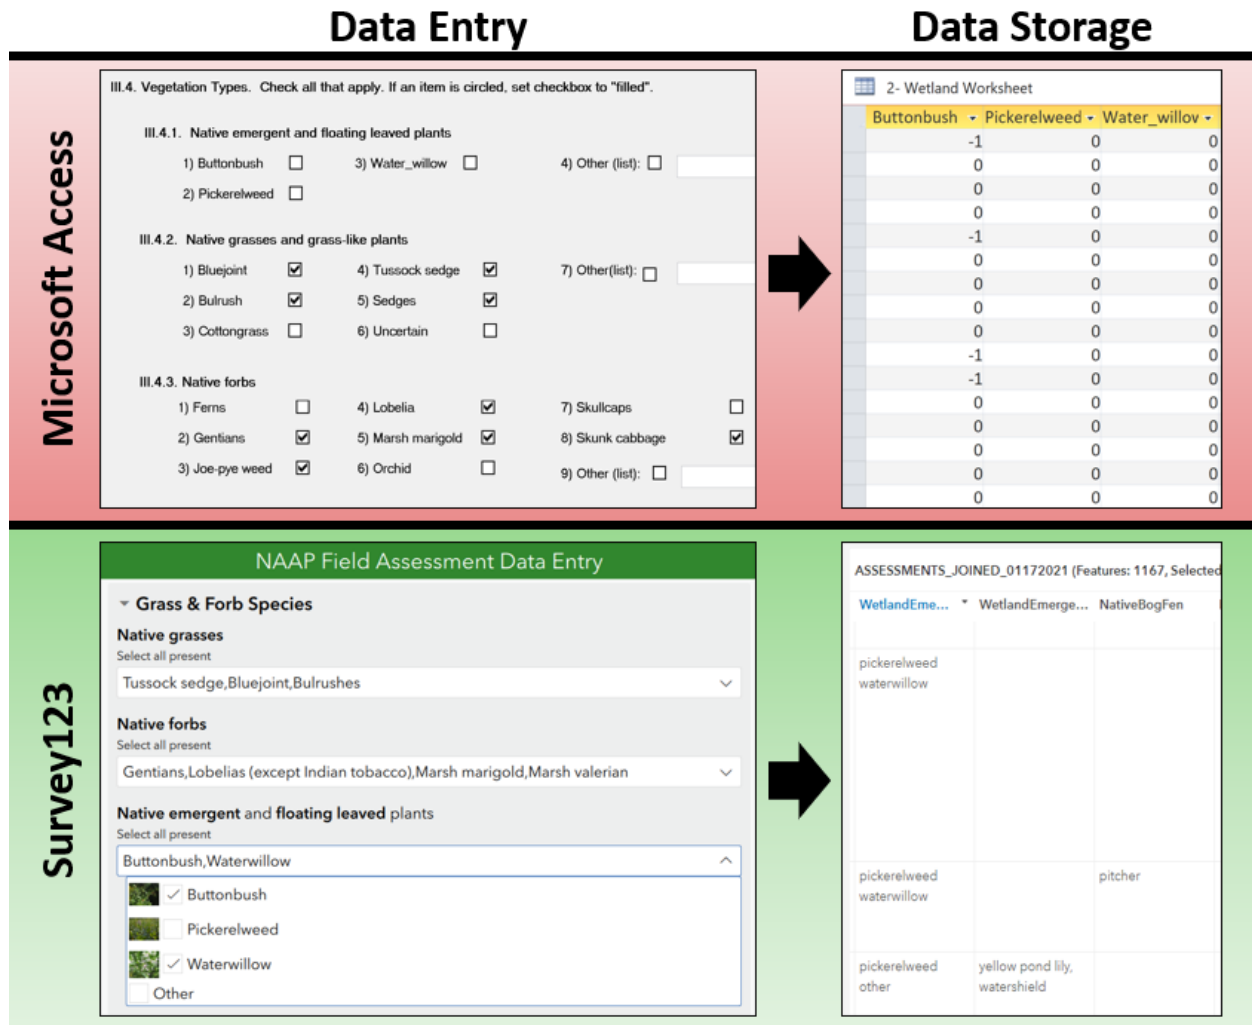 Data Entry
Data Storage
Microsoft Access
III.4. Vegetation Types. Check all that apply. If an item is circled, set checkbox to "filled".
III.4.1. Native emergent and floating leaved plants
1) Buttonbush 3) Water_willow 4) Other (list):
2) Pickerelweed
III.4.2. Native grasses and grass-like plants
1) Bluejoint 4) Tussock sedge 7) Other(list):
2) Bulrush 5) Sedges
3) Cottongrass 6) Uncertain
III.4.3. Native forbs
1) Ferns 4) Lobelia 7) Skullcaps
2) Gentians 5) Marsh marigold 8) Skunk cabbage
3) Joe-pye weed 6) Orchid 9) Other (list):
2- Wetland Worksheet
Buttonbush Pickerelweed Water_willow
-1 0 0
0 0 0
0 0 0
0 0 0
-1 0 0
0 0 0
0 0 0
0 0 0
0 0 0
-1 0 0
-1 0 0
0 0 0
0 0 0
0 0 0
0 0 0
0 0 0
Survey123
NAAP Field Assessment Data Entry
Grass & Forb Species
Native grasses
Select all present
Tussock sedge,Bluejoint,Bulrushes
Native forbs
Select all present
Gentians,Lobelias (except Indian tobacco),Marsh marigold,Marsh valerian
Native emergent and floating leaved plants
Select all present
Buttonbush,Waterwillow
Buttonbush
Pickerelweed
Waterwillow
Other
ASSESSMENTS_JOINED_01172021 (Features: 1167, Selected
WetlandEme... WetlandEmerge... NativeBogFen
pickerelweed
waterwillow
pickerelweed pitcher
waterwillow
pickerelweed yellow pond lily,
other watershield